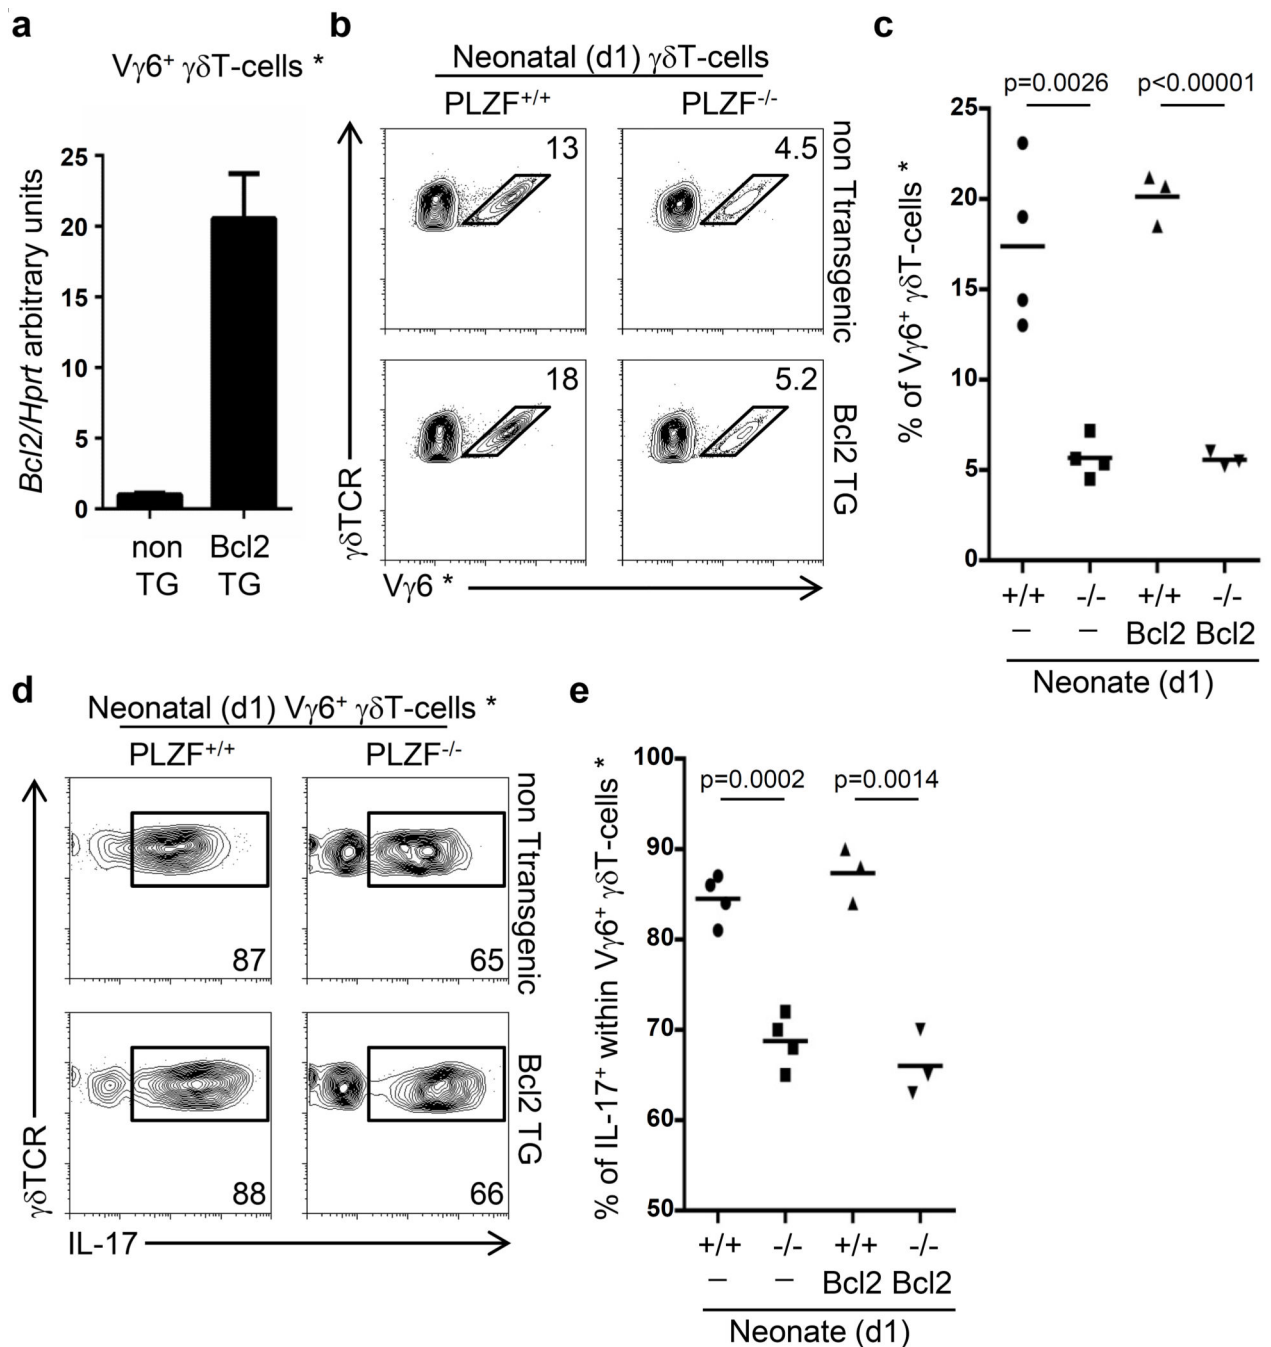 a
Vγ6⁺ γδT-cells *
Bcl2/Hprt arbitrary units
25
20
15
10
5
0
non TG
Bcl2 TG
b
Neonatal (d1) γδT-cells
PLZF⁺/⁺
PLZF⁻/⁻
13
4.5
non Ttransgenic
18
5.2
Bcl2 TG
γδTCR
Vγ6 *
c
p=0.0026
p<0.00001
% of Vγ6⁺ γδT-cells *
25
20
15
10
5
0
+/+ -/- +/+ -/-
– – Bcl2 Bcl2
Neonate (d1)
d
Neonatal (d1) Vγ6⁺ γδT-cells *
PLZF⁺/⁺
PLZF⁻/⁻
87
65
non Ttransgenic
88
66
Bcl2 TG
γδTCR
IL-17
e
p=0.0002
p=0.0014
% of IL-17⁺ within Vγ6⁺ γδT-cells *
100
90
80
70
60
50
+/+ -/- +/+ -/-
– – Bcl2 Bcl2
Neonate (d1)